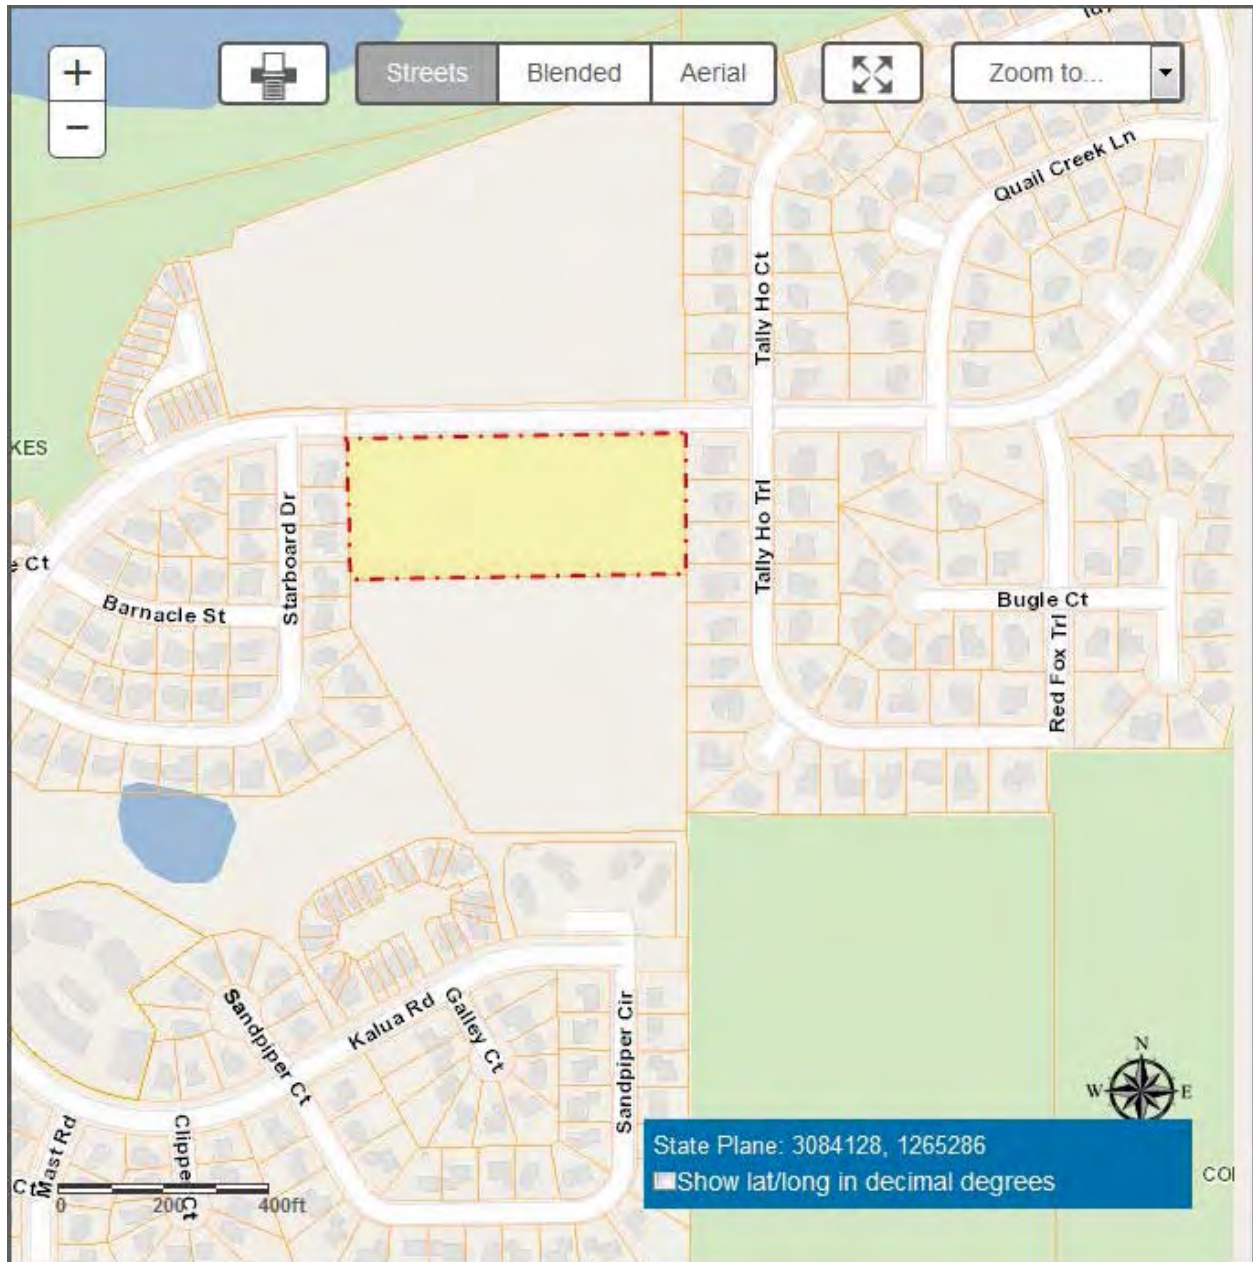 +
Streets
Blended
Aerial
Zoom to...
−
Quail Creek Ln
Tally Ho Ct
KES
Starboard Dr
Tally Ho Trl
Ct
Barnacle St
Bugle Ct
Red Fox Trl
Kalua Rd
Galley Ct
Sandpiper Ct
Sandpiper Cir
N
W
E
Mast Rd
Clipper Ct
State Plane: 3084128, 1265286
Show lat/long in decimal degrees
Ct
0
200
400ft